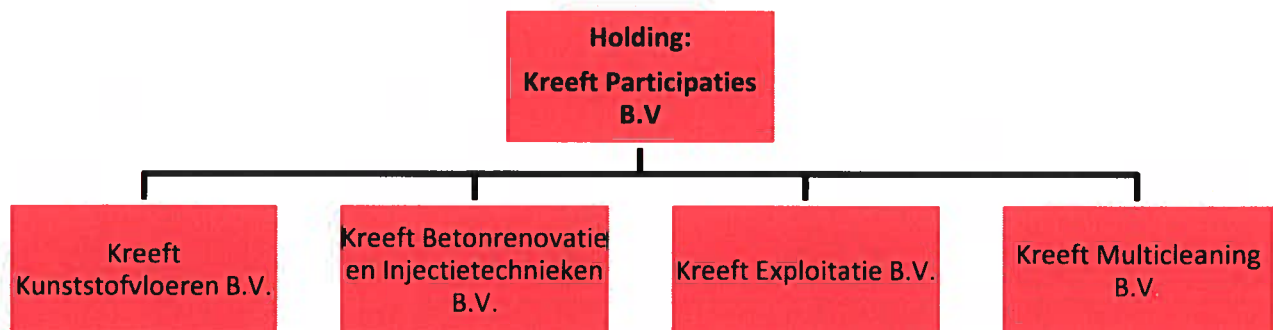 Holding:
Kreeft Participaties
B.V
Kreeft
Kunststofvloeren B.V.
Kreeft Betonrenovatie
en Injectietechnieken
B.V.
Kreeft Exploitatie B.V.
Kreeft Multicleaning
B.V